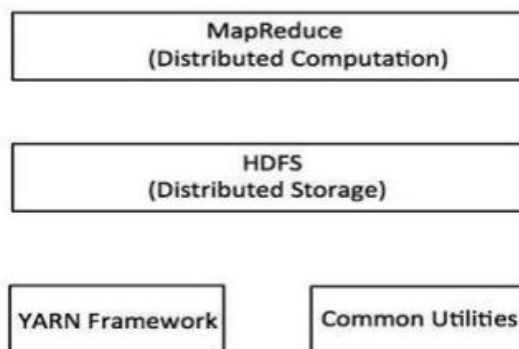 MapReduce
(Distributed Computation)
HDFS
(Distributed Storage)
YARN Framework
Common Utilities